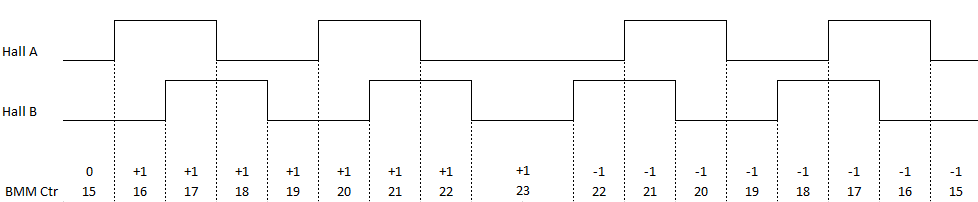 Hall A
Hall B
0 +1 +1 +1 +1 +1 +1 +1 +1 -1 -1 -1 -1 -1 -1 -1 -1
BMM Ctr 15 16 17 18 19 20 21 22 23 22 21 20 19 18 17 16 15